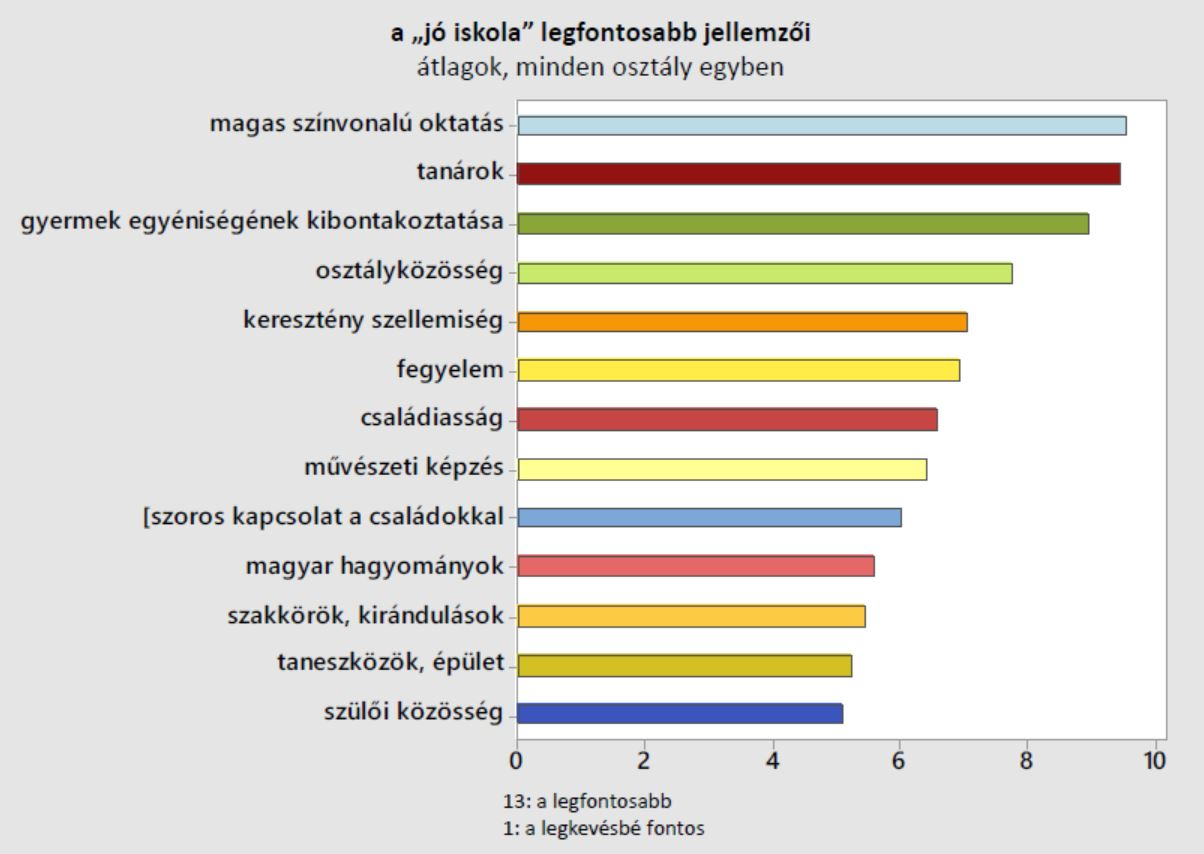 a „jó iskola” legfontosabb jellemzői
átlagok, minden osztály egyben
magas színvonalú oktatás
tanárok
gyermek egyéniségének kibontakoztatása
osztályközösség
keresztény szellemiség
fegyelem
családiasság
művészeti képzés
[szoros kapcsolat a családokkal
magyar hagyományok
szakkörök, kirándulások
taneszközök, épület
szülői közösség
0 2 4 6 8 10
13: a legfontosabb
1: a legkevésbé fontos